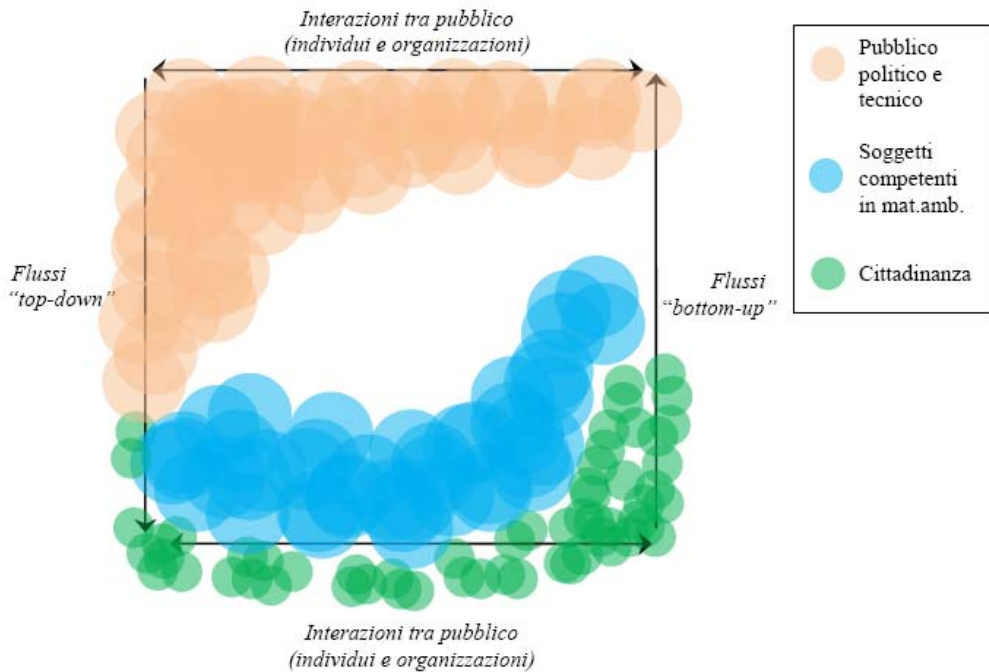 Interazioni tra pubblico
(individui e organizzazioni)
Pubblico
politico e
tecnico
Soggetti
competenti
in mat.amb.
Cittadinanza
Flussi
“top-down”
Flussi
“bottom-up”
Interazioni tra pubblico
(individui e organizzazioni)